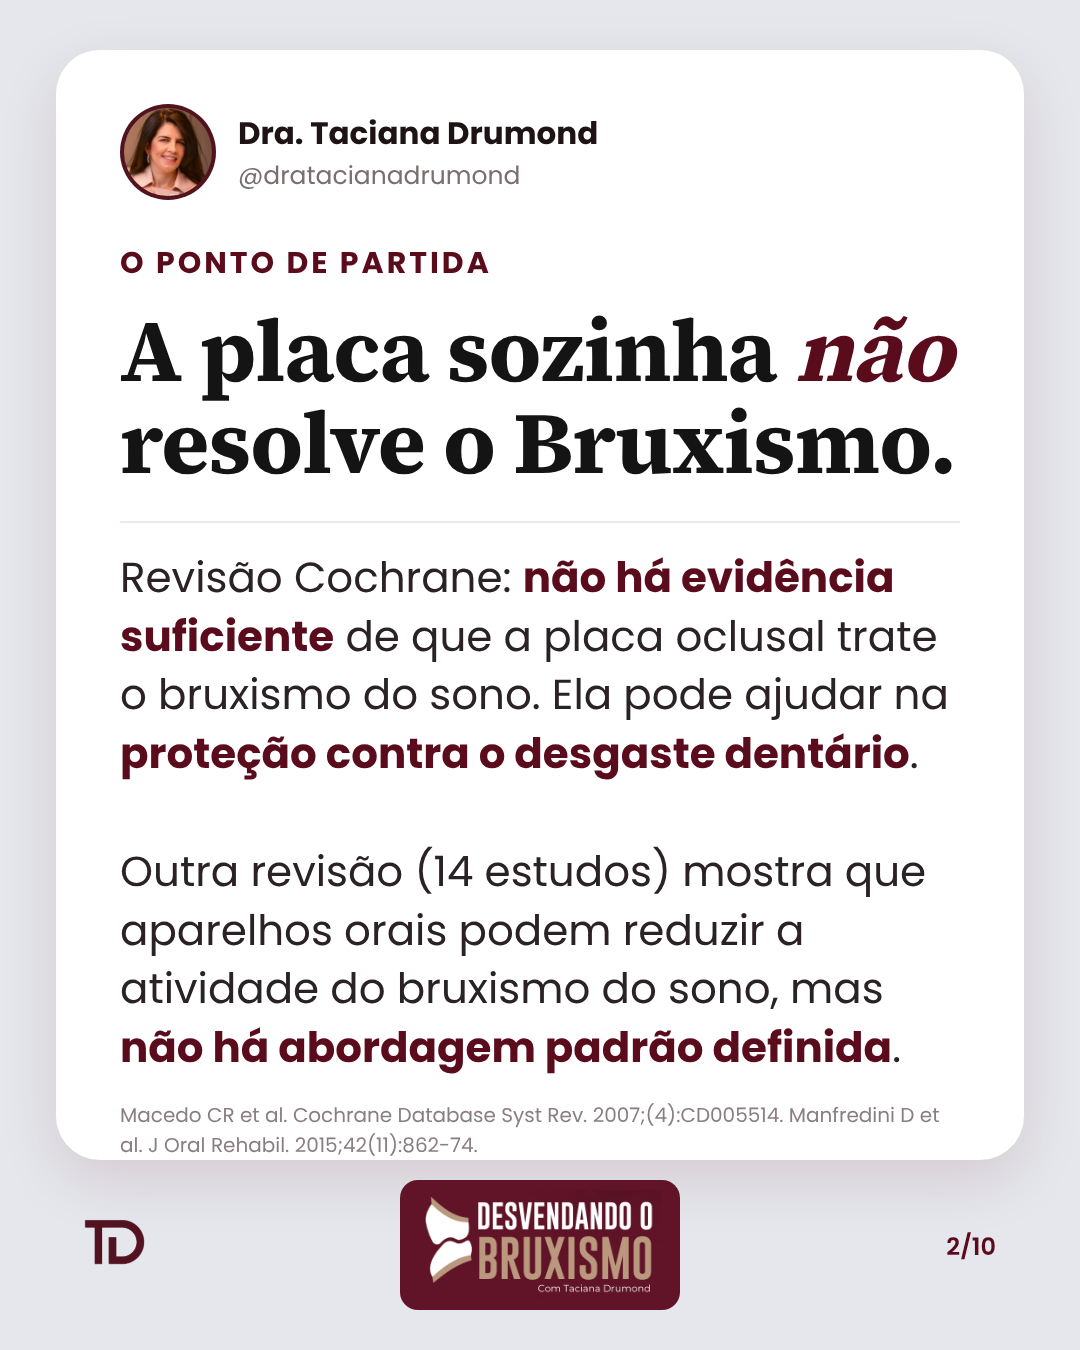 Dra. Taciana Drumond
@dratacianadrumond
O PONTO DE PARTIDA
A placa sozinha não
resolve o Bruxismo.
Revisão Cochrane: não há evidência
suficiente de que a placa oclusal trate
o bruxismo do sono. Ela pode ajudar na
proteção contra o desgaste dentário.
Outra revisão (14 estudos) mostra que
aparelhos orais podem reduzir a
atividade do bruxismo do sono, mas
não há abordagem padrão definida.
Macedo CR et al. Cochrane Database Syst Rev. 2007;(4):CD005514. Manfredini D et
al. J Oral Rehabil. 2015;42(11):862-74.
TD
DESVENDANDO O
BRUXISMO
Com Taciana Drumond
2/10